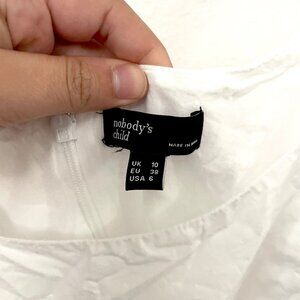 nobody's
child
MADE IN
UK 10
EU 38
USA 6